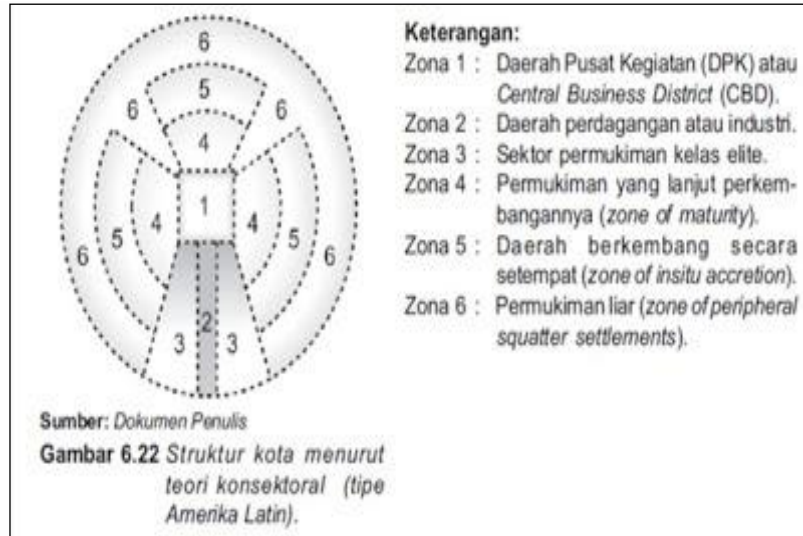 6
5
6
6
4
1
4
4
5
5
6
6
2
3
3
Sumber: Dokumen Penulis
Gambar 6.22 Struktur kota menurut
teori konsektoral (tipe
Amerika Latin).
Keterangan:
Zona 1 : Daerah Pusat Kegiatan (DPK) atau
Central Business District (CBD).
Zona 2 : Daerah perdagangan atau industri.
Zona 3 : Sektor permukiman kelas elite.
Zona 4 : Permukiman yang lanjut perkem-
bangannya (zone of maturity).
Zona 5 : Daerah berkembang secara
setempat (zone of insitu accretion).
Zona 6 : Permukiman liar (zone of peripheral
squatter settlements).